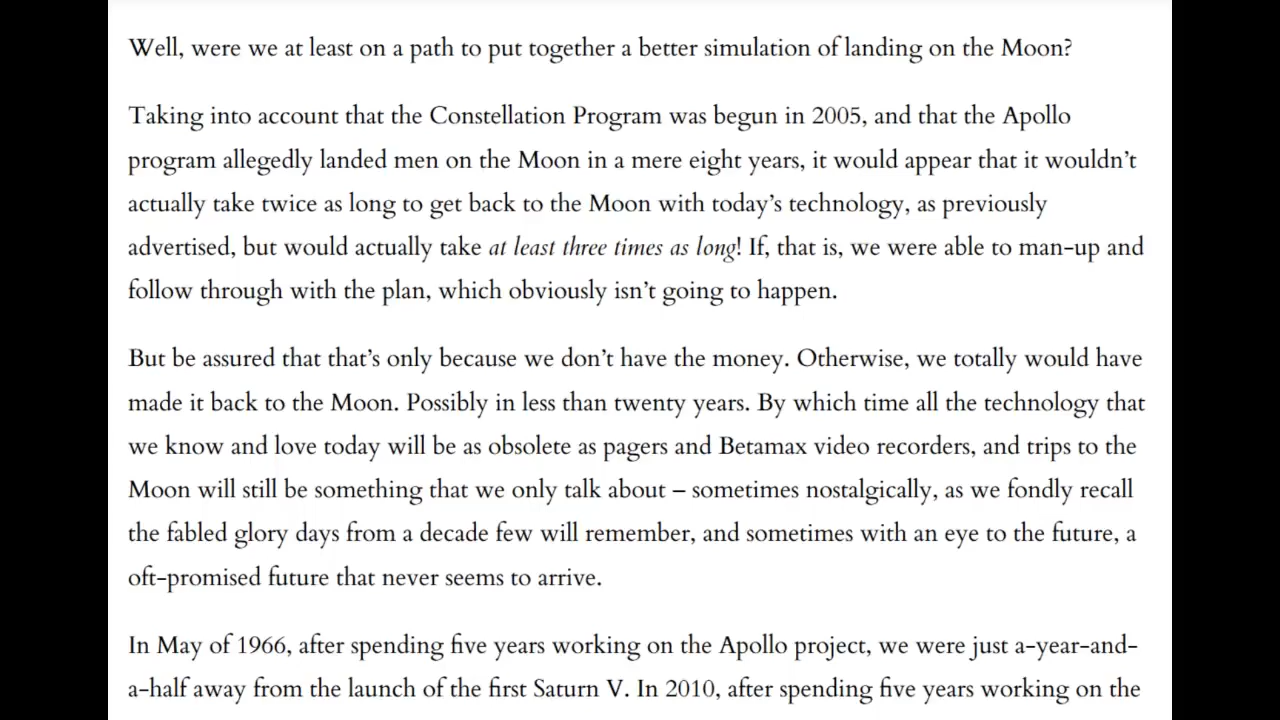 Well, were we at least on a path to put together a better simulation of landing on the Moon?
Taking into account that the Constellation Program was begun in 2005, and that the Apollo
program allegedly landed men on the Moon in a mere eight years, it would appear that it wouldn’t
actually take twice as long to get back to the Moon with today’s technology, as previously
advertised, but would actually take at least three times as long! If, that is, we were able to man-up and
follow through with the plan, which obviously isn’t going to happen.
But be assured that that’s only because we don’t have the money. Otherwise, we totally would have
made it back to the Moon. Possibly in less than twenty years. By which time all the technology that
we know and love today will be as obsolete as pagers and Betamax video recorders, and trips to the
Moon will still be something that we only talk about – sometimes nostalgically, as we fondly recall
the fabled glory days from a decade few will remember, and sometimes with an eye to the future, a
oft-promised future that never seems to arrive.
In May of 1966, after spending five years working on the Apollo project, we were just a-year-and-
a-half away from the launch of the first Saturn V. In 2010, after spending five years working on the